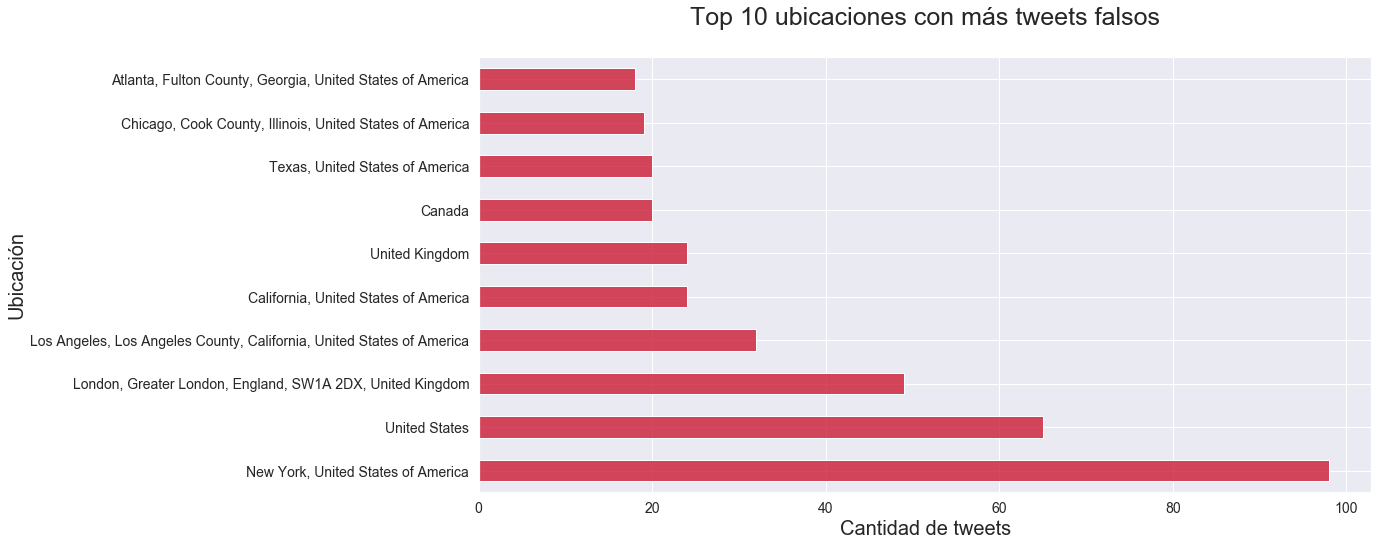 Top 10 ubicaciones con más tweets falsos
Atlanta, Fulton County, Georgia, United States of America
Chicago, Cook County, Illinois, United States of America
Texas, United States of America
Canada
United Kingdom
California, United States of America
Los Angeles, Los Angeles County, California, United States of America
London, Greater London, England, SW1A 2DX, United Kingdom
United States
New York, United States of America
Ubicación
0 20 40 60 80 100
Cantidad de tweets